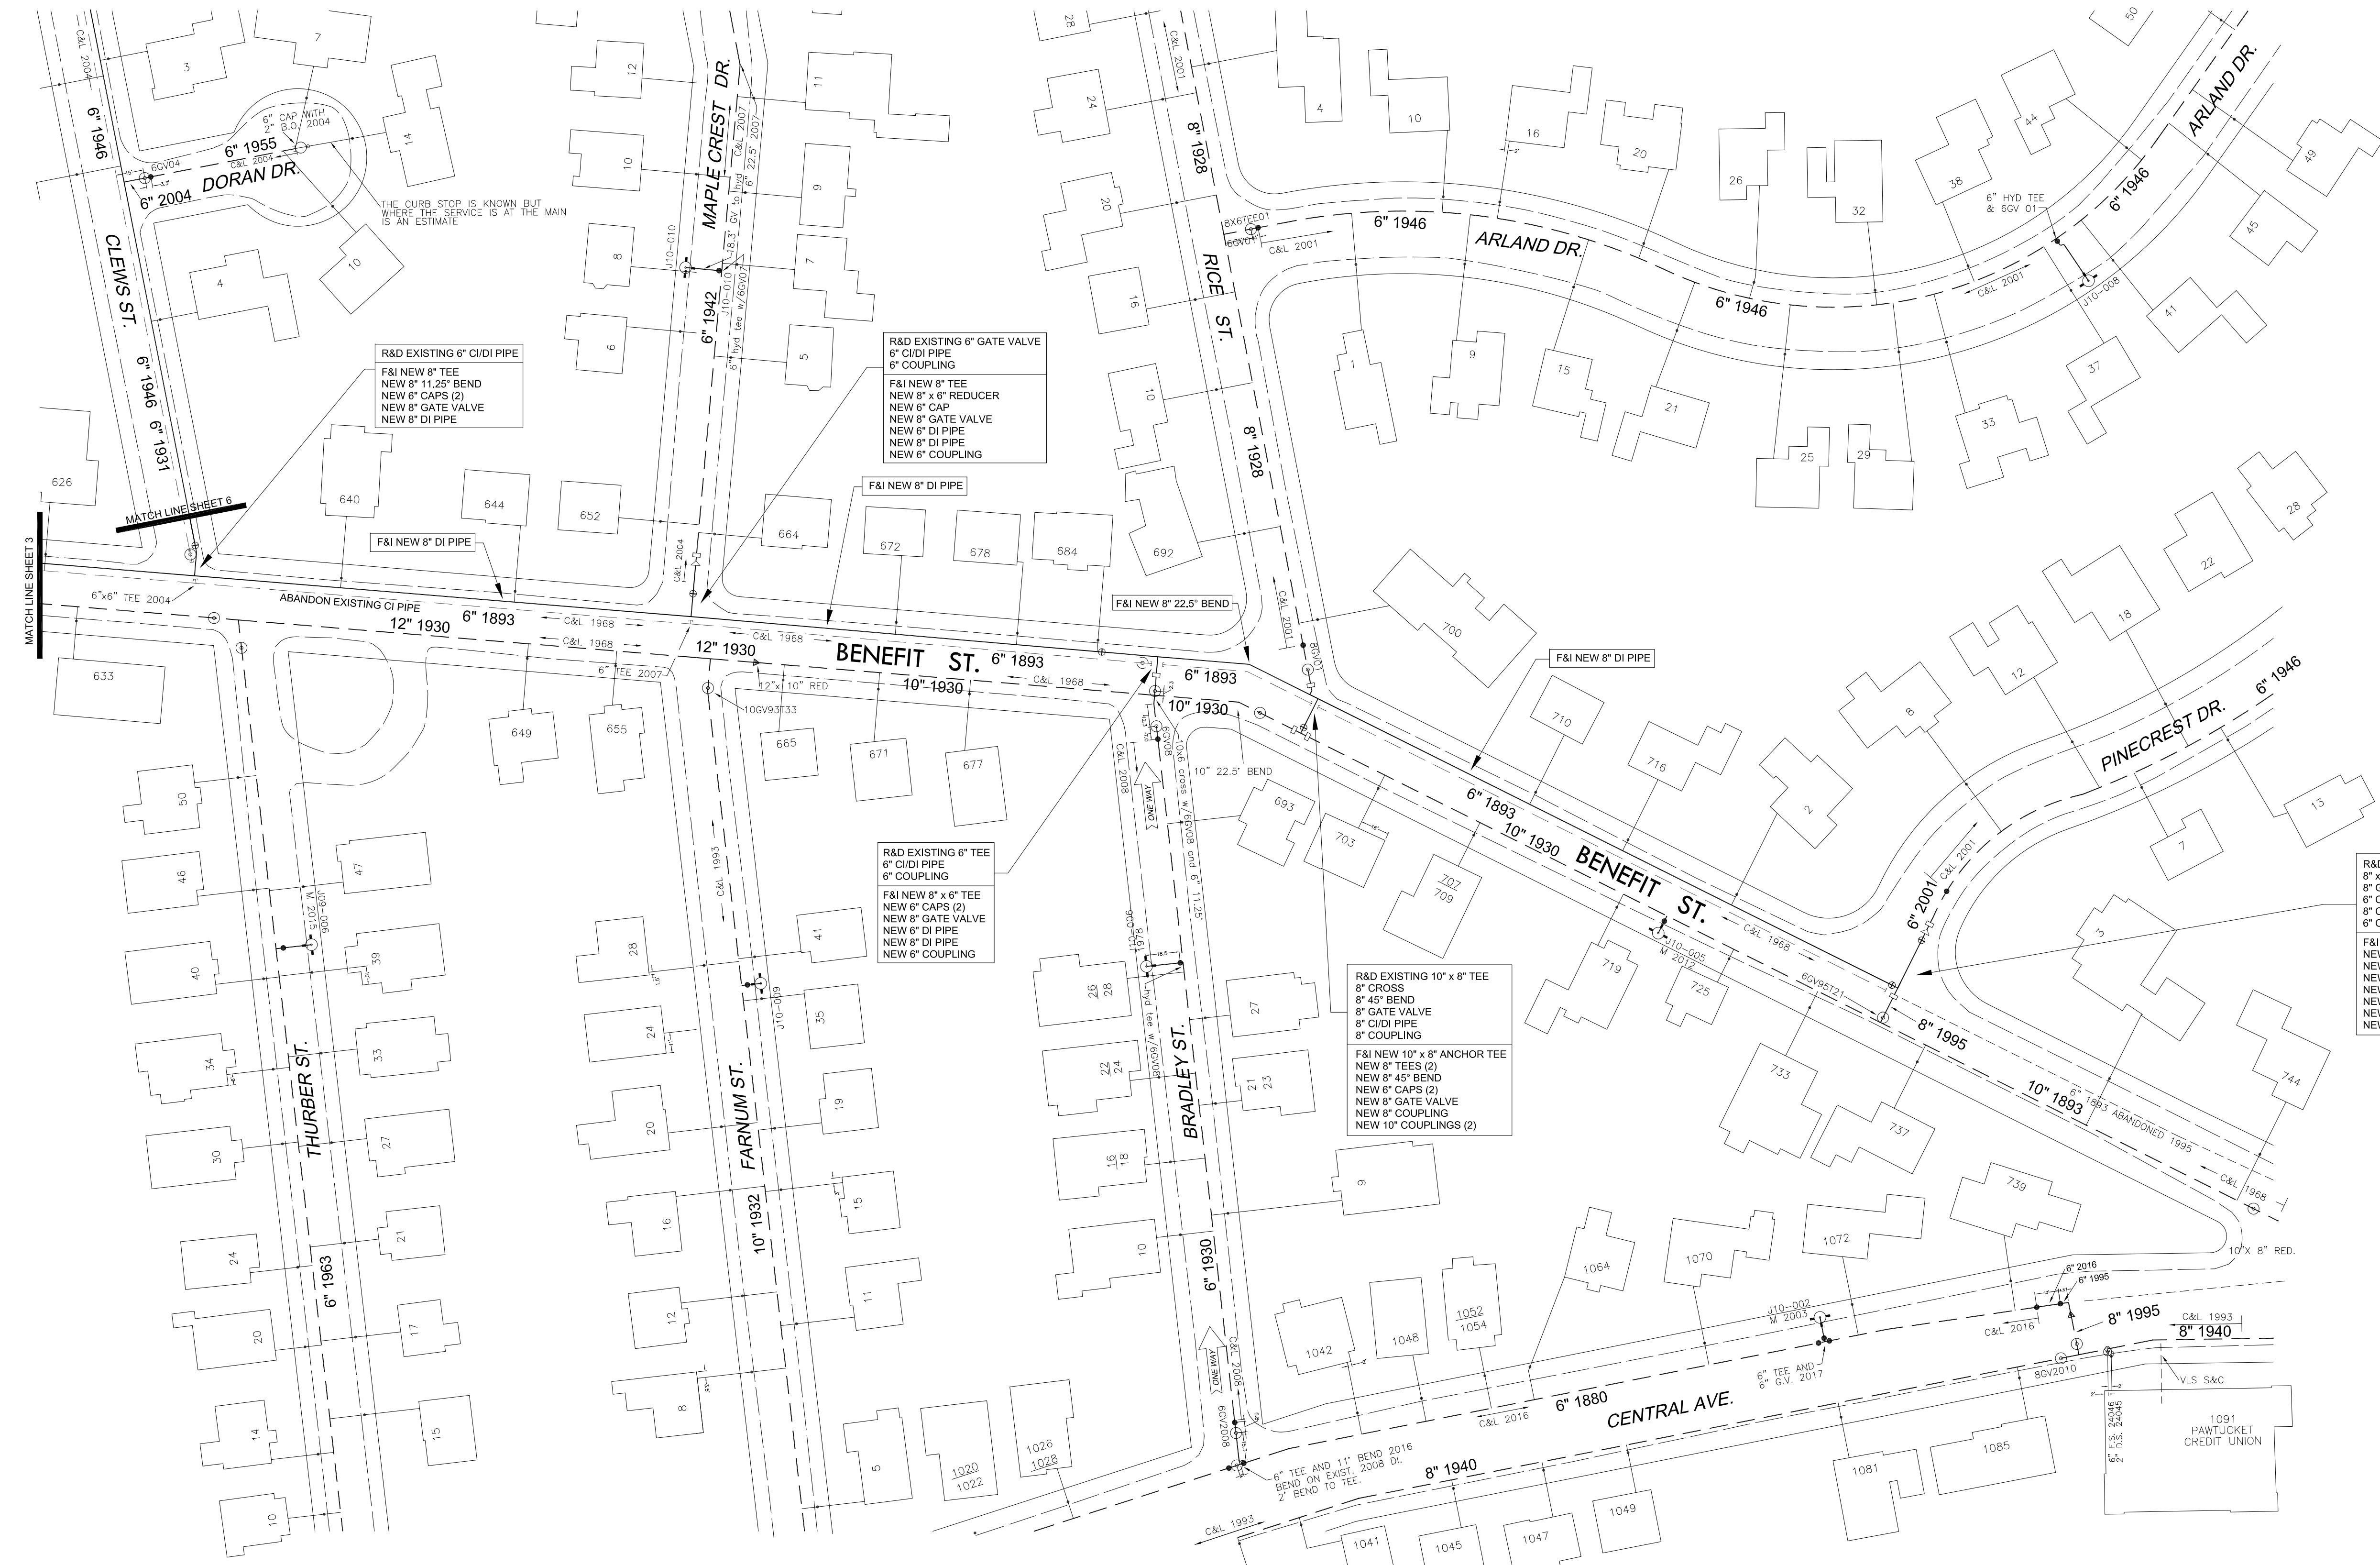 C&L 2004
3
7
14
6" 1946
6" CAP WITH
2" B.O. 2004
6" 1955
C&L 2004
6GV04
6" 2004
DORAN DR.
THE CURB STOP IS KNOWN BUT
WHERE THE SERVICE IS AT THE MAIN
IS AN ESTIMATE
CLEWS ST.
4
10
6" 1946
6" 1931
12
11
10
9
8
7
6
5
MAPLE CREST DR.
C&L 2007
6" 22.5° 2007
18.3' GV to hyd
J10-010
J10-010
6" 1942
6" hyd tee w/6GV07
R&D EXISTING 6" CI/DI PIPE
F&I NEW 8" TEE
NEW 8" 11.25° BEND
NEW 6" CAPS (2)
NEW 8" GATE VALVE
NEW 8" DI PIPE
R&D EXISTING 6" GATE VALVE
6" CI/DI PIPE
6" COUPLING
F&I NEW 8" TEE
NEW 8" x 6" REDUCER
NEW 6" CAP
NEW 8" GATE VALVE
NEW 6" DI PIPE
NEW 8" DI PIPE
NEW 6" COUPLING
28
24
20
16
10
C&L 2001
8" 1928
RICE ST.
8" 1928
8X6TEE01
6GV01
C&L 2001
6" 1946
ARLAND DR.
6" 1946
C&L 2001
6" HYD TEE
& 6GV 01
J10-008
6" 1946
ARLAND DR.
4
10
16
2'
20
26
32
38
44
50
49
45
41
37
33
29
25
21
15
9
1
626
MATCH LINE SHEET 6
MATCH LINE SHEET 3
640
644
652
664
672
678
684
692
700
710
716
2
8
12
18
22
28
F&I NEW 8" DI PIPE
F&I NEW 8" DI PIPE
F&I NEW 8" 22.5° BEND
F&I NEW 8" DI PIPE
C&L 2004
C&L 2001
8GV01
6"x6" TEE 2004
ABANDON EXISTING CI PIPE
12" 1930
6" 1893
C&L 1968
C&L 1968
6" TEE 2007
12" 1930
C&L 1968
BENEFIT ST.
6" 1893
C&L 1968
12"x 10" RED
10" 1930
10GV93T33
6" 1893
10" 1930
10" 22.5° BEND
6GV08
10x6 cross w/6GV08 and 6" 11.25°
C&L 2008
ONE WAY
633
649
655
665
671
677
693
703
707
709
719
725
733
737
739
744
6" 1893
10" 1930
BENEFIT ST.
C&L 1968
J10-005
M 2012
6GV95T21
8" 1995
10" 1893
6" 1893 ABANDONED 1995
C&L 1968
10"X 8" RED.
PINECREST DR.
6" 1946
C&L 2001
6" 2001
13
7
3
R&D EXISTING 6" TEE
6" CI/DI PIPE
6" COUPLING
F&I NEW 8" x 6" TEE
NEW 6" CAPS (2)
NEW 8" GATE VALVE
NEW 6" DI PIPE
NEW 8" DI PIPE
NEW 6" COUPLING
R&D EXISTING 10" x 8" TEE
8" CROSS
8" 45° BEND
8" GATE VALVE
8" CI/DI PIPE
8" COUPLING
F&I NEW 10" x 8" ANCHOR TEE
NEW 8" TEES (2)
NEW 8" 45° BEND
NEW 6" CAPS (2)
NEW 8" GATE VALVE
NEW 8" COUPLING
NEW 10" COUPLINGS (2)
50
46
47
40
39
34
33
30
27
24
21
20
17
14
15
10
J09-006
M 2015
THURBER ST.
6" 1963
C&L 1993
28
41
24
35
20
19
16
15
12
11
8
5
J10-009
FARNUM ST.
10" 1932
26
28
22
24
16
18
10
27
21
23
9
J10-006
1978
18.5
hyd tee w/6GV08
BRADLEY ST.
6" 1930
ONE WAY
C&L 2008
6GV2008
1020
1022
1026
1028
1042
1048
1052
1054
1064
1070
1072
J10-002
M 2003
6" TEE AND
6" G.V. 2017
C&L 2016
6" 2016
6" 1995
8" 1995
C&L 1993
8" 1940
8GV2010
VLS S&C
6" F.S. 24046
2" D.S. 24045
1091
PAWTUCKET
CREDIT UNION
6" 1880
C&L 2016
CENTRAL AVE.
8" 1940
6" TEE AND 11° BEND 2016
BEND ON EXIST. 2008 DI.
2' BEND TO TEE.
C&L 1993
1041
1045
1047
1049
1081
1085